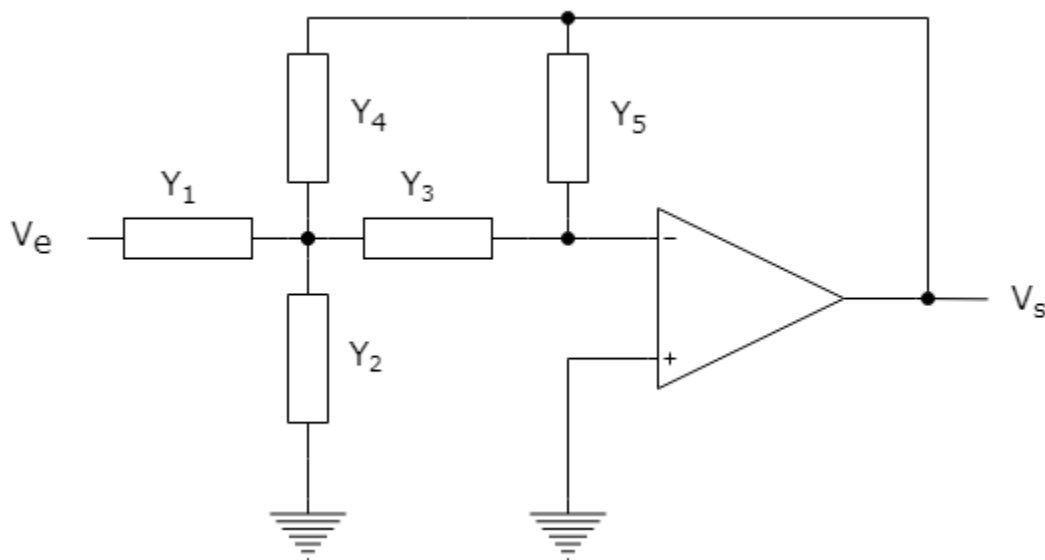 Y₄
Y₅
Y₁
Y₃
Vₑ
−
Vₛ
Y₂
+